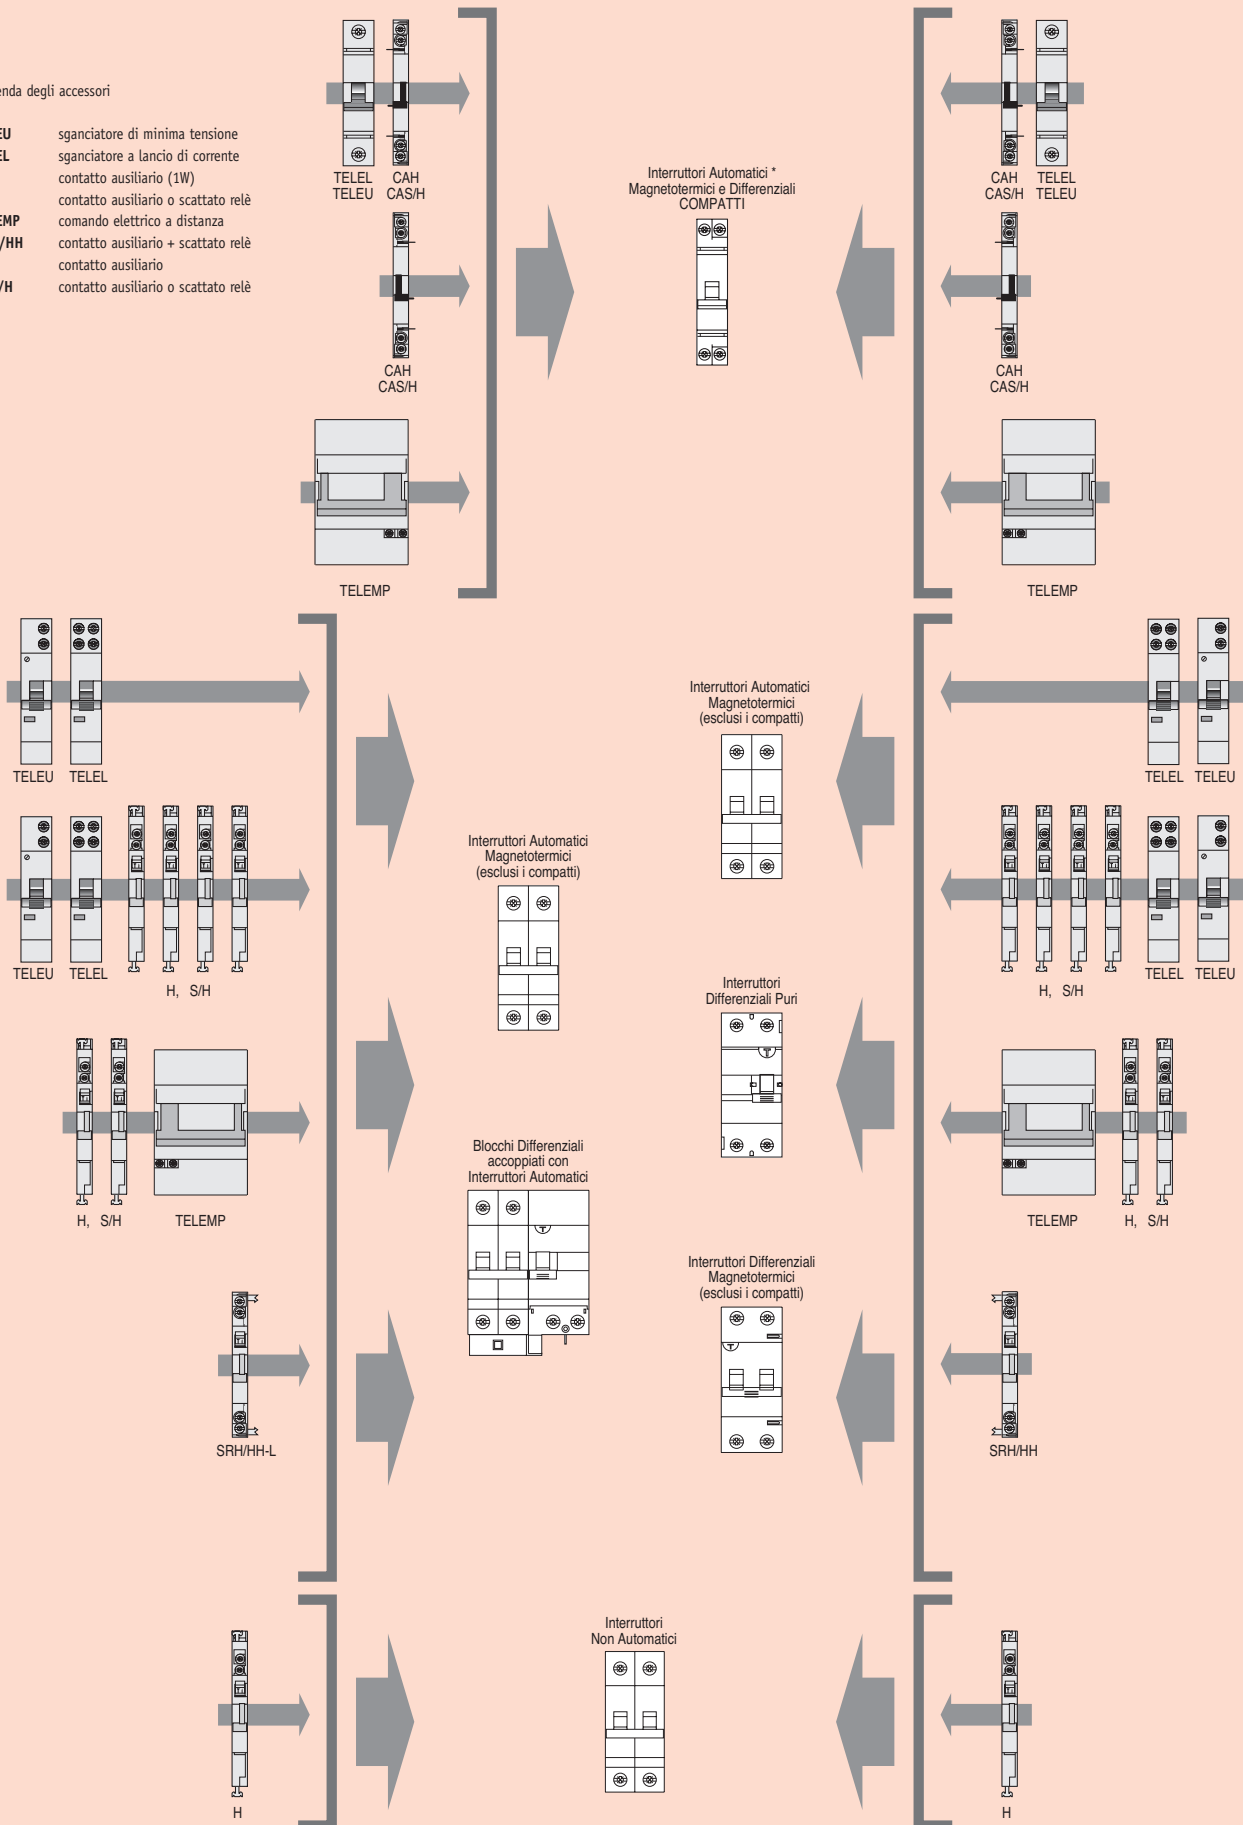 enda degli accessori
EU sganciatore di minima tensione
EL sganciatore a lancio di corrente
contatto ausiliario (1W)
contatto ausiliario o scattato relè
EMP comando elettrico a distanza
/HH contatto ausiliario + scattato relè
contatto ausiliario
/H contatto ausiliario o scattato relè
TELEL CAH
TELEU CAS/H
CAH
CAS/H
TELEMP
Interruttori Automatici *
Magnetotermici e Differenziali
COMPATTI
CAH TELEL
CAS/H TELEU
CAH
CAS/H
TELEMP
TELEU TELEL
TELEU TELEL
H, S/H
H, S/H TELEMP
SRH/HH-L
Interruttori Automatici
Magnetotermici
(esclusi i compatti)
Blocchi Differenziali
accoppiati con
Interruttori Automatici
Interruttori Automatici
Magnetotermici
(esclusi i compatti)
Interruttori
Differenziali Puri
T
T
Interruttori Differenziali
Magnetotermici
(esclusi i compatti)
T
TELEL TELEU
H, S/H
TELEL TELEU
TELEMP H, S/H
SRH/HH
H
Interruttori
Non Automatici
H